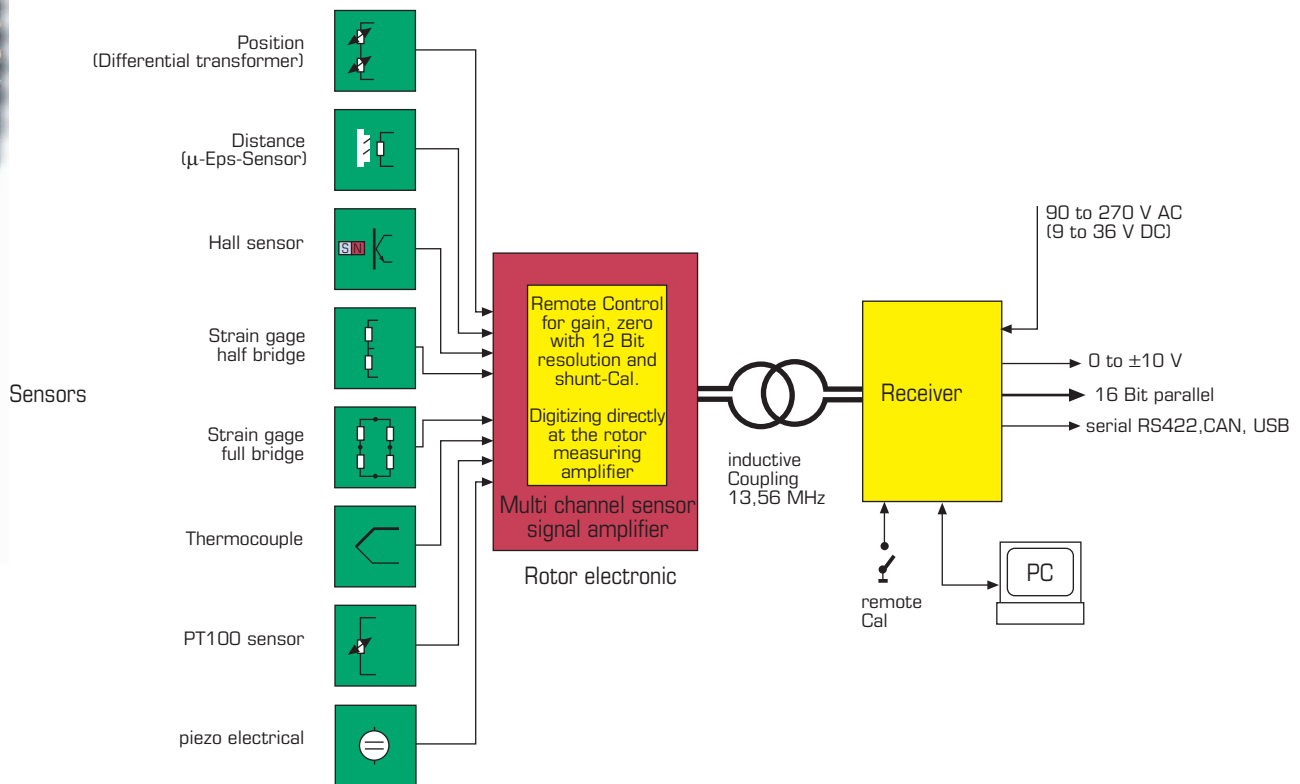 Position
(Differential transformer)
Distance
(µ-Eps-Sensor)
Hall sensor
S N
Strain gage
half bridge
Sensors
Strain gage
full bridge
Thermocouple
PT100 sensor
piezo electrical
Remote Control
for gain, zero
with 12 Bit
resolution and
shunt-Cal.
Digitizing directly
at the rotor
measuring
amplifier
Multi channel sensor
signal amplifier
Rotor electronic
inductive
Coupling
13,56 MHz
90 to 270 V AC
(9 to 36 V DC)
Receiver
0 to ±10 V
16 Bit parallel
serial RS422,CAN, USB
remote
Cal
PC